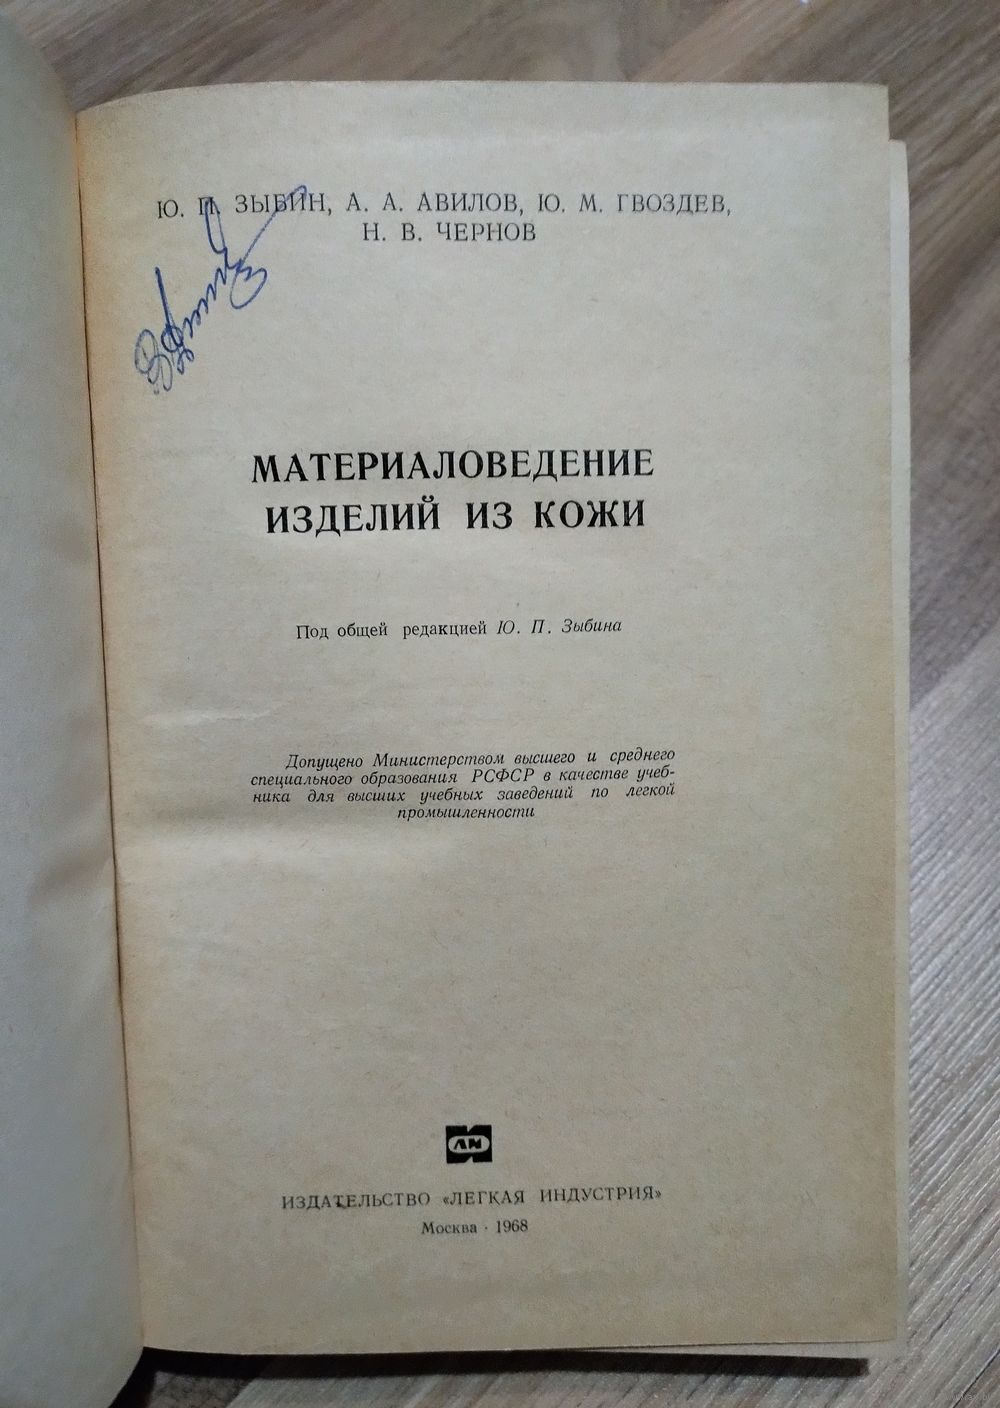 Ю. П. ЗЫБИН, А. А. АВИЛОВ, Ю. М. ГВОЗДЕВ,
Н. В. ЧЕРНОВ
МАТЕРИАЛОВЕДЕНИЕ
ИЗДЕЛИЙ ИЗ КОЖИ
Под общей редакцией Ю. П. Зыбина
Допущено Министерством высшего и среднего
специального образования РСФСР в качестве учеб-
ника для высших учебных заведений по легкой
промышленности
ИЗДАТЕЛЬСТВО «ЛЕГКАЯ ИНДУСТРИЯ»
Москва · 1968